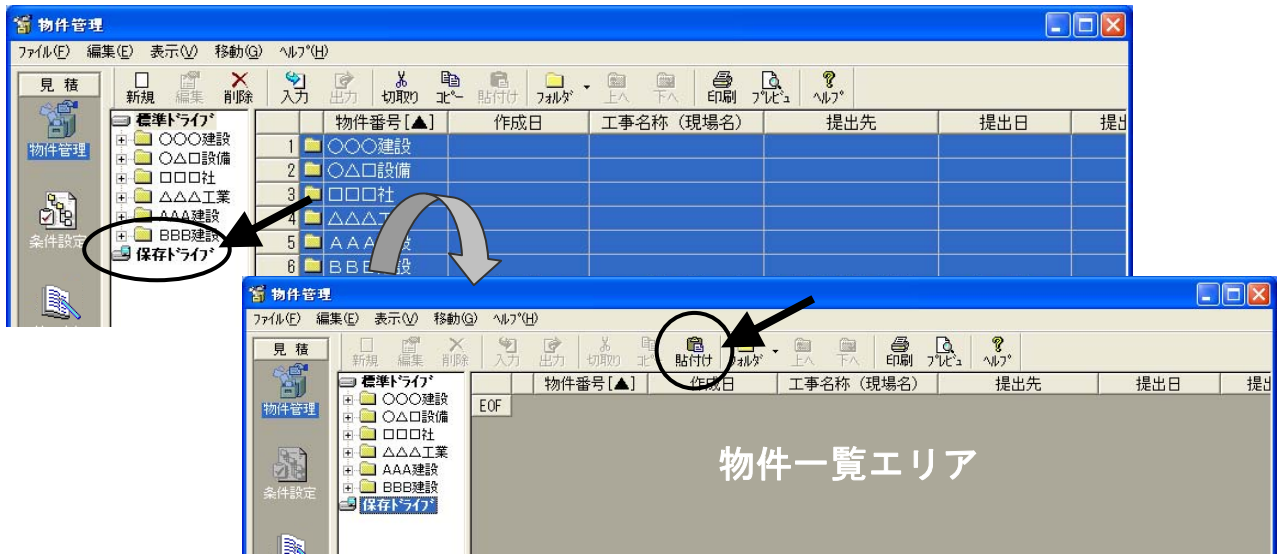 物件管理
ﾌｧｲﾙ(F) 編集(E) 表示(V) 移動(G) ﾍﾙﾌﾟ(H)
見 積 新規 編集 削除 入力 出力 切取り ｺﾋﾟｰ 貼付け ﾌｫﾙﾀﾞ 上へ 下へ 印刷 ﾌﾟﾚﾋﾞｭ ﾍﾙﾌﾟ
物件管理
条件設定
標準ﾄﾞﾗｲﾌﾞ
〇〇〇建設
〇△□設備
□□□社
△△△工業
AAA建設
BBB建設
保存ﾄﾞﾗｲﾌﾞ
物件番号[▲] 作成日 工事名称（現場名） 提出先 提出日
1 〇〇〇建設
2 〇△□設備
3 □□□社
4 △△△
5 ＡＡＡ
6 ＢＢＢ
物件管理
ﾌｧｲﾙ(F) 編集(E) 表示(V) 移動(G) ﾍﾙﾌﾟ(H)
見 積 新規 編集 削除 入力 出力 切取り 貼付け ﾌｫﾙﾀﾞ 上へ 下へ 印刷 ﾌﾟﾚﾋﾞｭ ﾍﾙﾌﾟ
物件管理
条件設定
標準ﾄﾞﾗｲﾌﾞ
〇〇〇建設
〇△□設備
□□□社
△△△工業
AAA建設
BBB建設
保存ﾄﾞﾗｲﾌﾞ
物件番号[▲] 作成日 工事名称（現場名） 提出先 提出日
EOF
物件一覧エリア